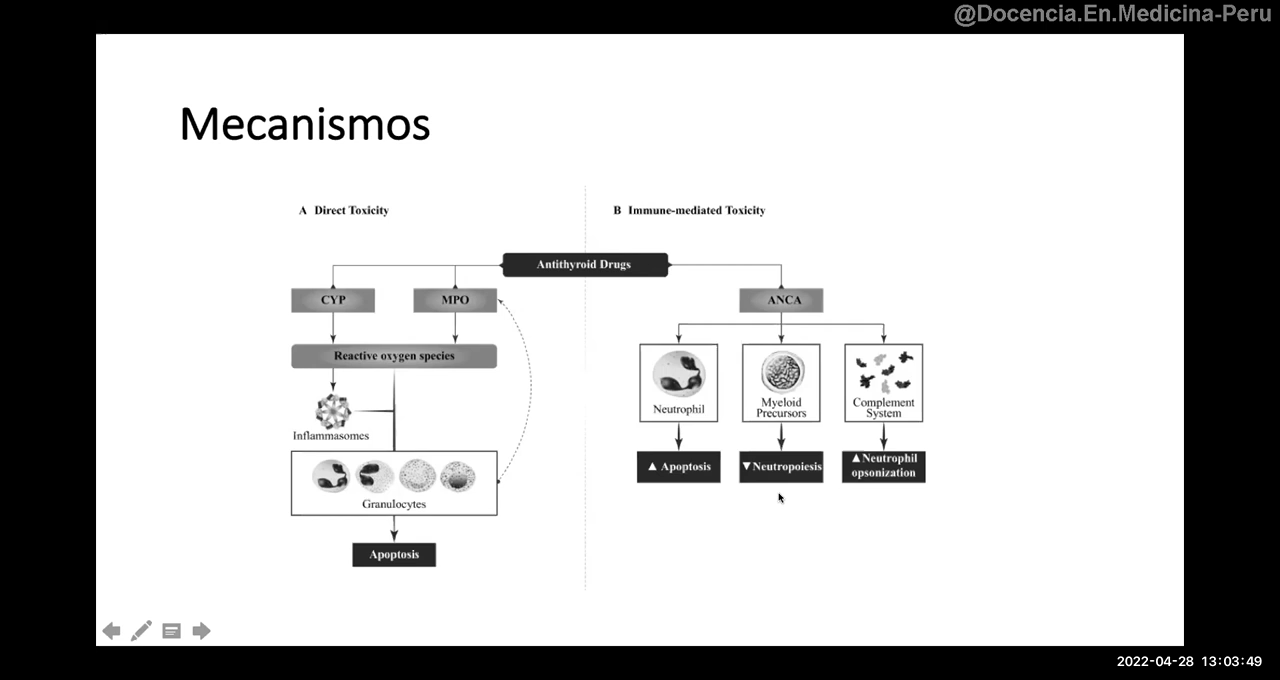 @Docencia.En.Medicina-Peru
Mecanismos
A Direct Toxicity
B Immune-mediated Toxicity
Antithyroid Drugs
CYP
MPO
ANCA
Reactive oxygen species
Inflammasomes
Granulocytes
Apoptosis
Neutrophil
Myeloid
Precursors
Complement
System
▲ Apoptosis
▼ Neutropoiesis
▲ Neutrophil
opsonization
2022-04-28 13:03:49